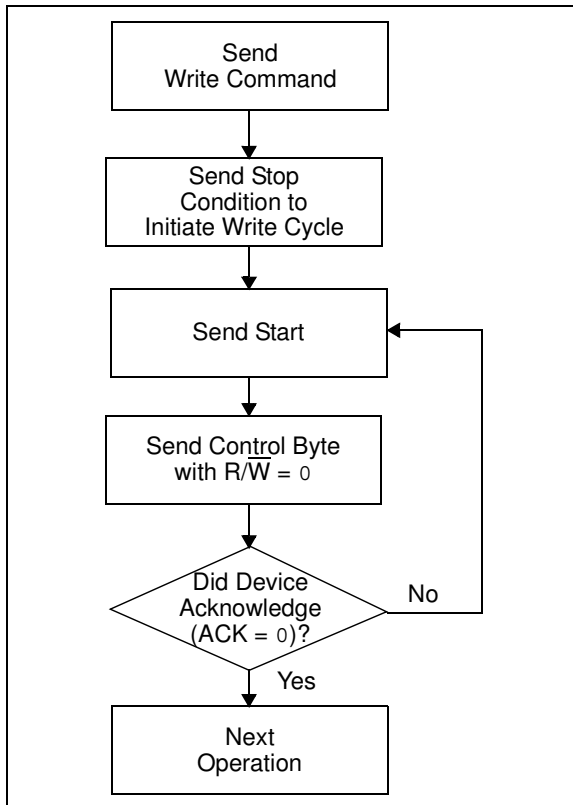 Send
Write Command
Send Stop
Condition to
Initiate Write Cycle
Send Start
Send Control Byte
with R/W̅ = 0
Did Device
Acknowledge
(ACK = 0)?
No
Yes
Next
Operation